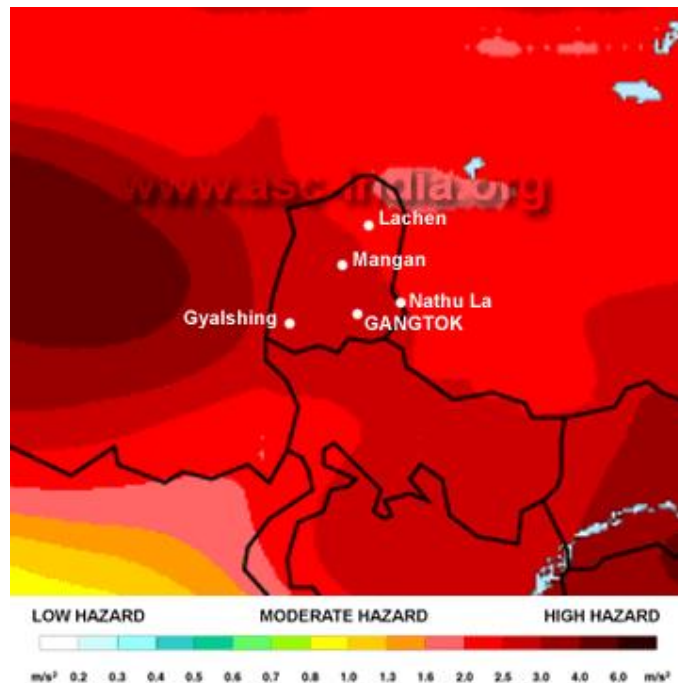 www.asc-india.org
Lachen
Mangan
Nathu La
Gyalshing
GANGTOK
LOW HAZARD MODERATE HAZARD HIGH HAZARD
m/s² 0.2 0.3 0.4 0.5 0.6 0.7 0.8 1.0 1.3 1.6 2.0 2.5 3.0 4.0 6.0 m/s²